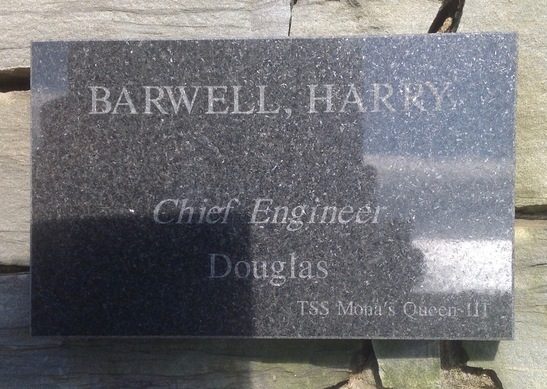 BARWELL, HARRY
Chief Engineer
Douglas
TSS Mona's Queen III